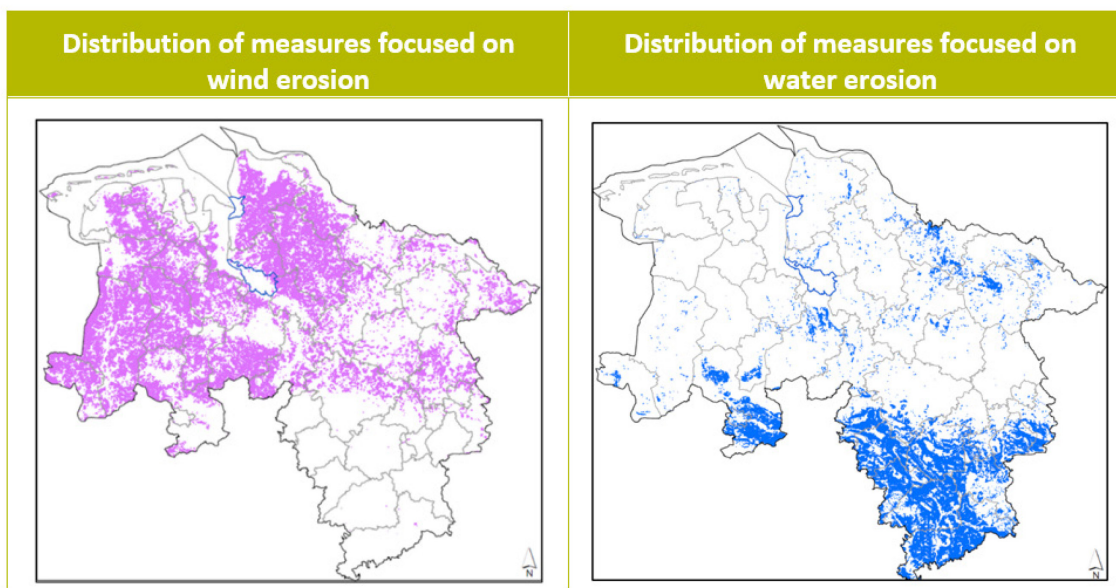 Distribution of measures focused on
wind erosion
Distribution of measures focused on
water erosion
N
N